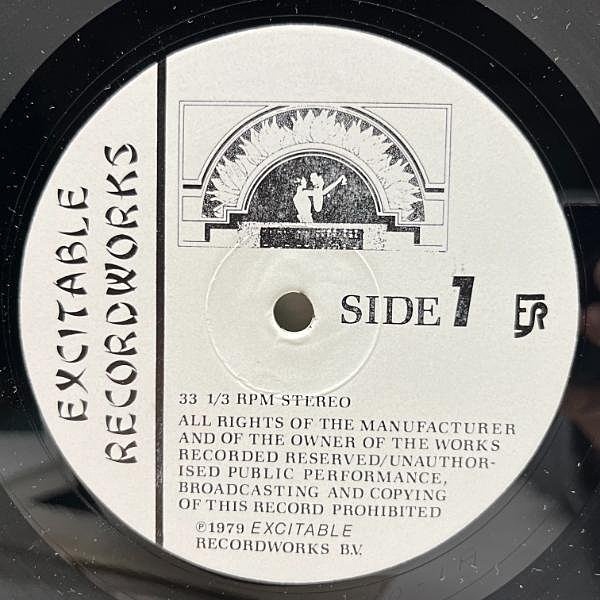 EXCITABLE
RECORDWORKS
SIDE 1
33 1/3 RPM STEREO
ALL RIGHTS OF THE MANUFACTURER
AND OF THE OWNER OF THE WORKS
RECORDED RESERVED/UNAUTHOR-
ISED PUBLIC PERFORMANCE,
BROADCASTING AND COPYING
OF THIS RECORD PROHIBITED
℗1979 EXCITABLE
RECORDWORKS B.V.